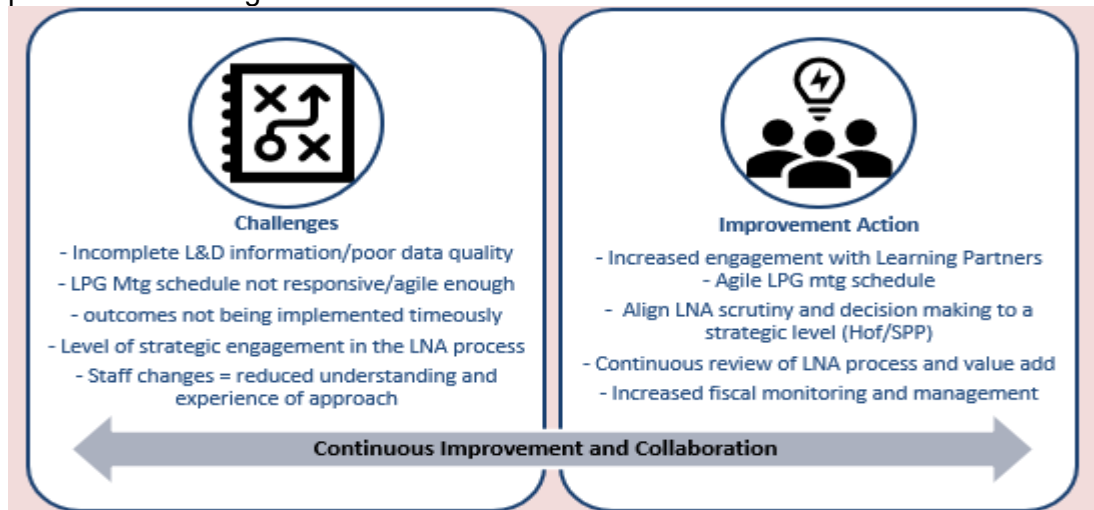 Challenges
- Incomplete L&D information/poor data quality
- LPG Mtg schedule not responsive/agile enough
- outcomes not being implemented timeously
- Level of strategic engagement in the LNA process
- Staff changes = reduced understanding and
experience of approach
Improvement Action
- Increased engagement with Learning Partners
- Agile LPG mtg schedule
- Align LNA scrutiny and decision making to a
strategic level (Hof/SPP)
- Continuous review of LNA process and value add
- Increased fiscal monitoring and management
Continuous Improvement and Collaboration